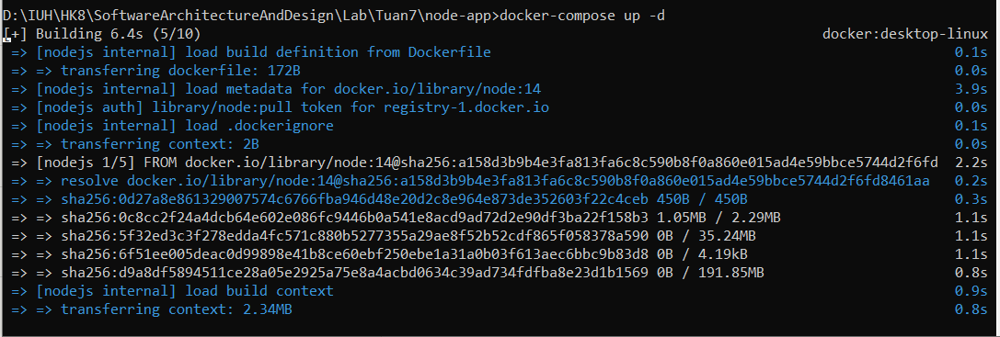 D:\IUH\HK8\SoftwareArchitectureAndDesign\Lab\Tuan7\node-app>docker-compose up -d
[+] Building 6.4s (5/10) docker:desktop-linux
=> [nodejs internal] load build definition from Dockerfile 0.1s
=> => transferring dockerfile: 172B 0.0s
=> [nodejs internal] load metadata for docker.io/library/node:14 3.9s
=> [nodejs auth] library/node:pull token for registry-1.docker.io 0.0s
=> [nodejs internal] load .dockerignore 0.1s
=> => transferring context: 2B 0.0s
=> [nodejs 1/5] FROM docker.io/library/node:14@sha256:a158d3b9b4e3fa813fa6c8c590b8f0a860e015ad4e59bbce5744d2f6fd 2.2s
=> => resolve docker.io/library/node:14@sha256:a158d3b9b4e3fa813fa6c8c590b8f0a860e015ad4e59bbce5744d2f6fd8461aa 0.2s
=> => sha256:0d27a8e861329007574c6766fba946d48e20d2c8e964e873de352603f22c4ceb 450B / 450B 0.3s
=> => sha256:0c8cc2f24a4dcb64e602e086fc9446b0a541e8acd9ad72d2e90df3ba22f158b3 1.05MB / 2.29MB 1.1s
=> => sha256:5f32ed3c3f278edda4fc571c880b5277355a29ae8f52b52cdf865f058378a590 0B / 35.24MB 1.1s
=> => sha256:6f51ee005deac0d99898e41b8ce60ebf250ebe1a31a0b03f613aec6bbc9b83d8 0B / 4.19kB 1.1s
=> => sha256:d9a8df5894511ce28a05e2925a75e8a4acbd0634c39ad734fdfba8e23d1b1569 0B / 191.85MB 0.8s
=> [nodejs internal] load build context 0.9s
=> => transferring context: 2.34MB 0.8s